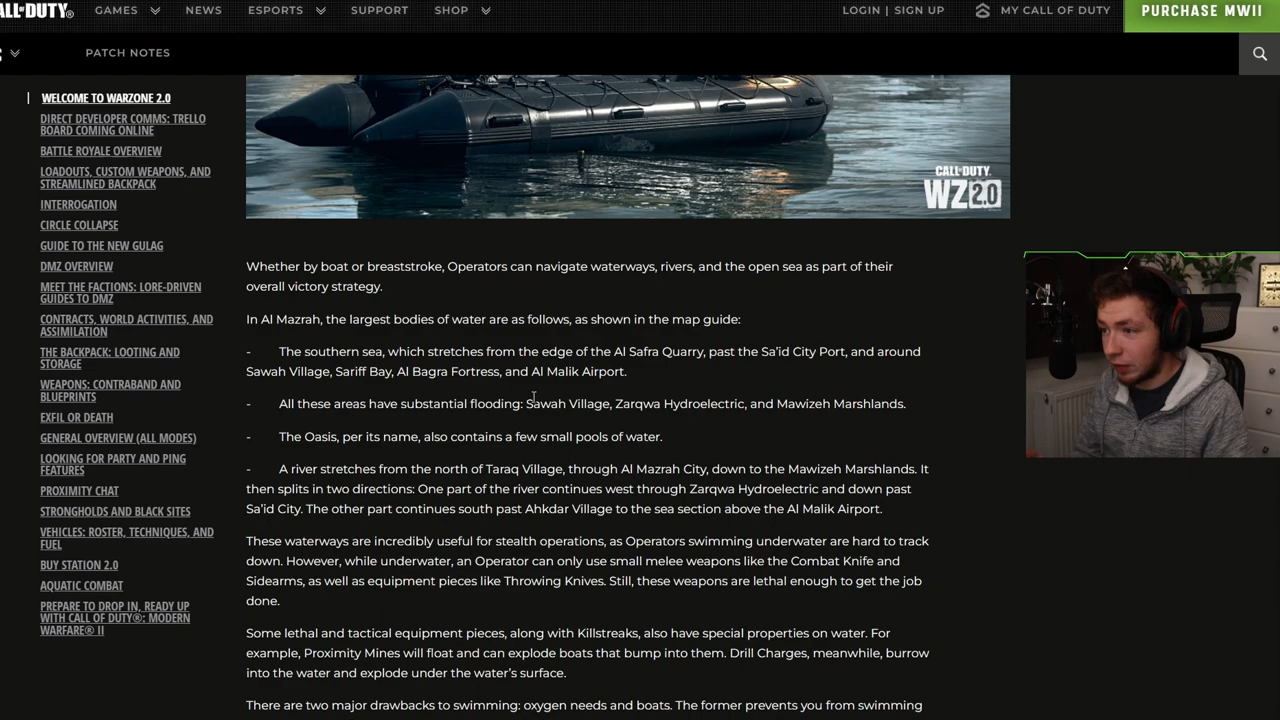 ALL OF DUTY®
GAMES
NEWS
ESPORTS
SUPPORT
SHOP
LOGIN | SIGN UP
MY CALL OF DUTY
PURCHASE MWII
PATCH NOTES
WELCOME TO WARZONE 2.0
DIRECT DEVELOPER COMMS: TRELLO
BOARD COMING ONLINE
BATTLE ROYALE OVERVIEW
LOADOUTS, CUSTOM WEAPONS, AND
STREAMLINED BACKPACK
INTERROGATION
CIRCLE COLLAPSE
GUIDE TO THE NEW GULAG
DMZ OVERVIEW
MEET THE FACTIONS: LORE-DRIVEN
GUIDES TO DMZ
CONTRACTS, WORLD ACTIVITIES, AND
ASSIMILATION
THE BACKPACK: LOOTING AND
STORAGE
WEAPONS: CONTRABAND AND
BLUEPRINTS
EXFIL OR DEATH
GENERAL OVERVIEW (ALL MODES)
LOOKING FOR PARTY AND PING
FEATURES
PROXIMITY CHAT
STRONGHOLDS AND BLACK SITES
VEHICLES: ROSTER, TECHNIQUES, AND
FUEL
BUY STATION 2.0
AQUATIC COMBAT
PREPARE TO DROP IN, READY UP
WITH CALL OF DUTY®: MODERN
WARFARE® II
CALL OF DUTY
WZ 2.0
Whether by boat or breaststroke, Operators can navigate waterways, rivers, and the open sea as part of their
overall victory strategy.
In Al Mazrah, the largest bodies of water are as follows, as shown in the map guide:
- The southern sea, which stretches from the edge of the Al Safra Quarry, past the Sa’id City Port, and around
Sawah Village, Sariff Bay, Al Bagra Fortress, and Al Malik Airport.
- All these areas have substantial flooding: Sawah Village, Zarqwa Hydroelectric, and Mawizeh Marshlands.
- The Oasis, per its name, also contains a few small pools of water.
- A river stretches from the north of Taraq Village, through Al Mazrah City, down to the Mawizeh Marshlands. It
then splits in two directions: One part of the river continues west through Zarqwa Hydroelectric and down past
Sa’id City. The other part continues south past Ahkdar Village to the sea section above the Al Malik Airport.
These waterways are incredibly useful for stealth operations, as Operators swimming underwater are hard to track
down. However, while underwater, an Operator can only use small melee weapons like the Combat Knife and
Sidearms, as well as equipment pieces like Throwing Knives. Still, these weapons are lethal enough to get the job
done.
Some lethal and tactical equipment pieces, along with Killstreaks, also have special properties on water. For
example, Proximity Mines will float and can explode boats that bump into them. Drill Charges, meanwhile, burrow
into the water and explode under the water’s surface.
There are two major drawbacks to swimming: oxygen needs and boats. The former prevents you from swimming